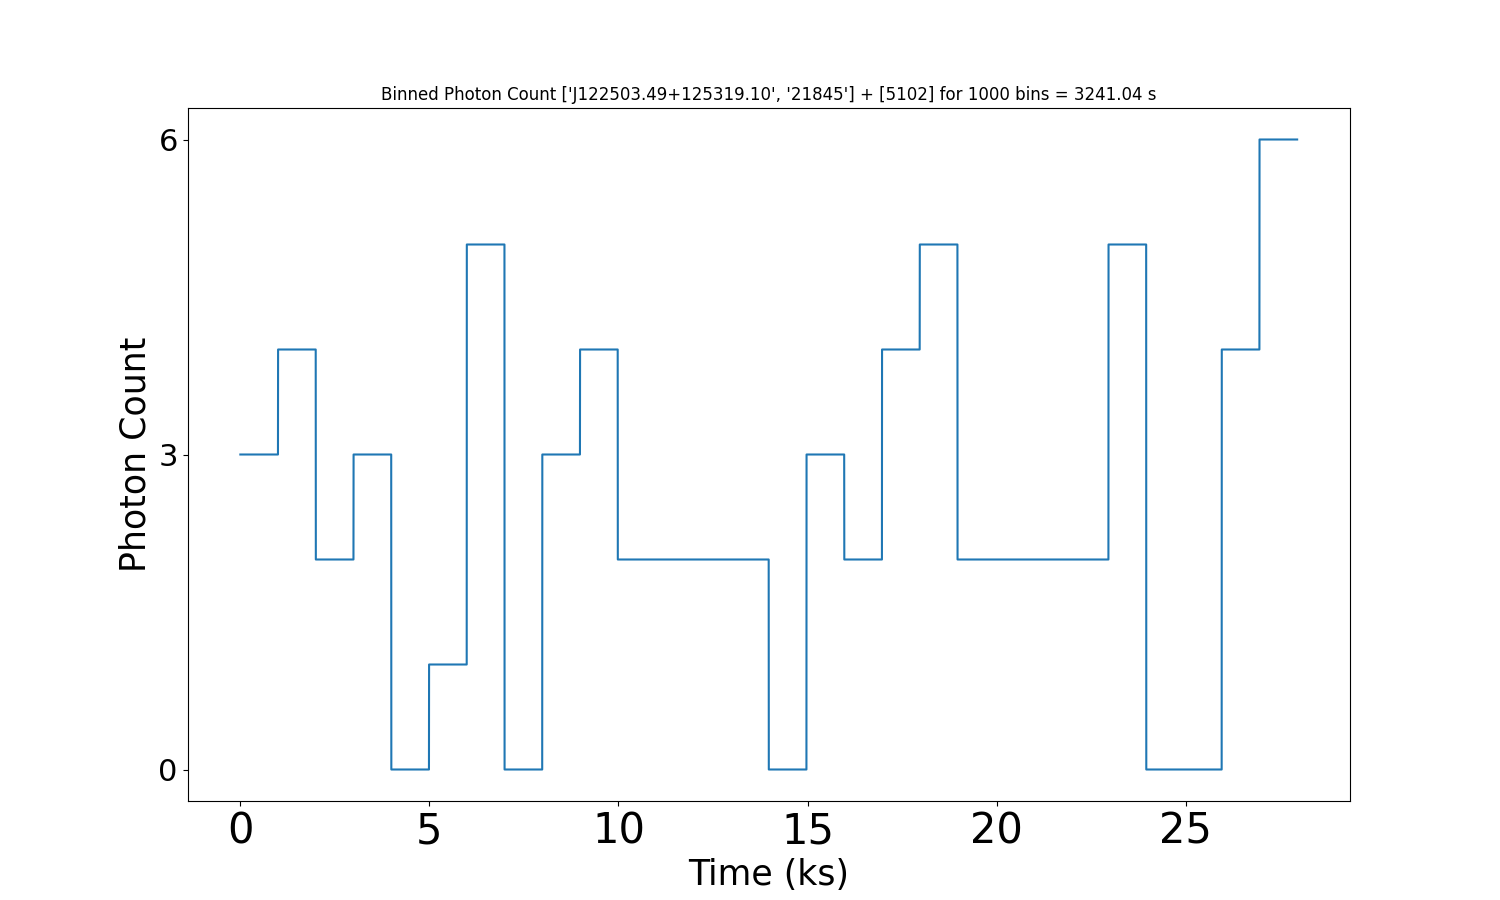 Binned Photon Count ['J122503.49+125319.10', '21845'] + [5102] for 1000 bins = 3241.04 s
6
3
0
Photon Count
0 5 10 15 20 25
Time (ks)